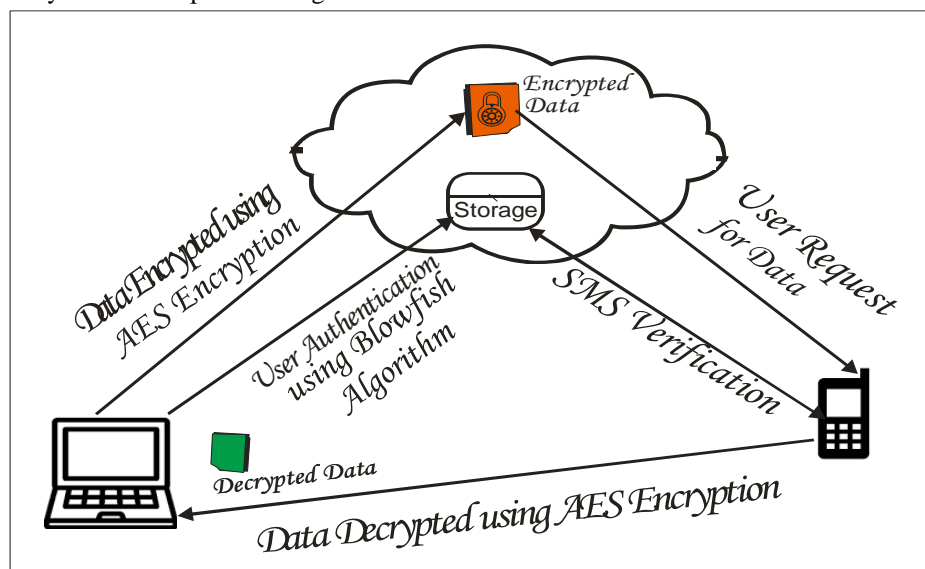 Encrypted
Data
Storage
Data Encrypted using
AES Encryption
User Authentication
using Blowfish
Algorithm
SMS Verification
User Request
for Data
Decrypted Data
Data Decrypted using AES Encryption